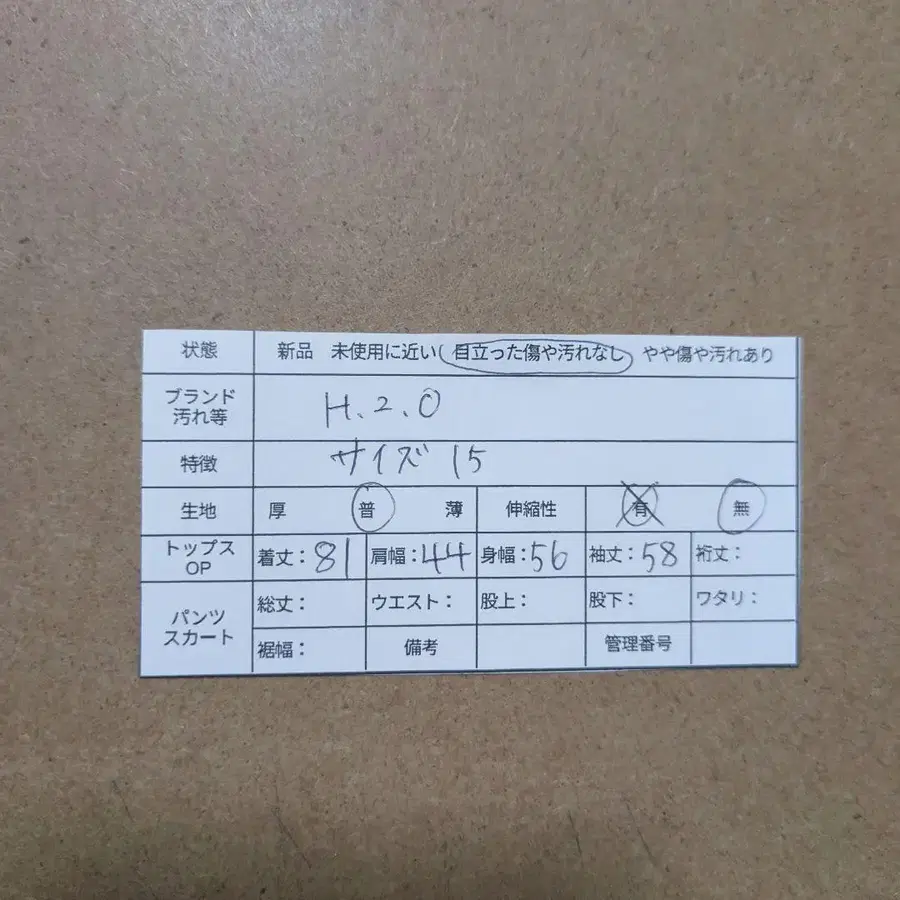 状態 新品 未使用に近い 目立った傷や汚れなし やや傷や汚れあり
ブランド
汚れ等 H.2.0
特徴 サイズ 15
生地 厚 普 薄 伸縮性 有 無
トップス
OP 着丈：81 肩幅：44 身幅：56 袖丈：58 裄丈：
パンツ
スカート 総丈： ウエスト： 股上： 股下： ワタリ：
裾幅： 備考 管理番号